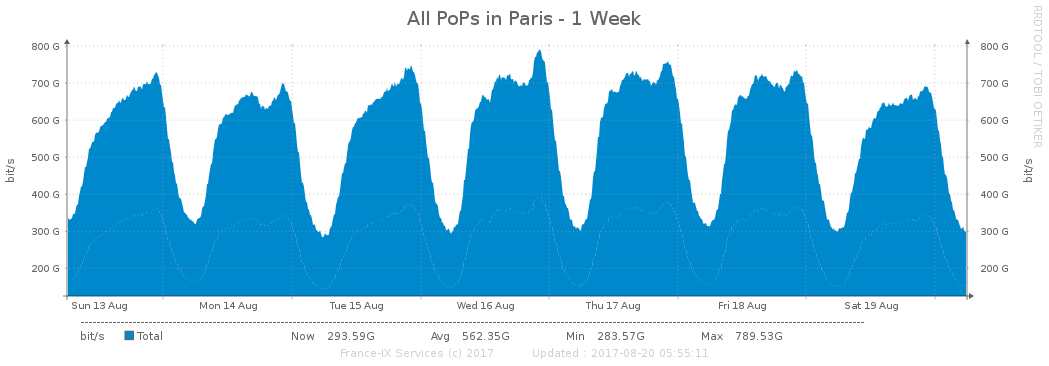 All PoPs in Paris - 1 Week
RRDTOOL / TOBI OETIKER
800 G 800 G
700 G 700 G
600 G 600 G
500 G 500 G
400 G 400 G
300 G 300 G
200 G 200 G
bit/s bit/s
Sun 13 Aug Mon 14 Aug Tue 15 Aug Wed 16 Aug Thu 17 Aug Fri 18 Aug Sat 19 Aug
bit/s Total Now 293.59G Avg 562.35G Min 283.57G Max 789.53G
France-IX Services (c) 2017 Updated : 2017-08-20 05:55:11